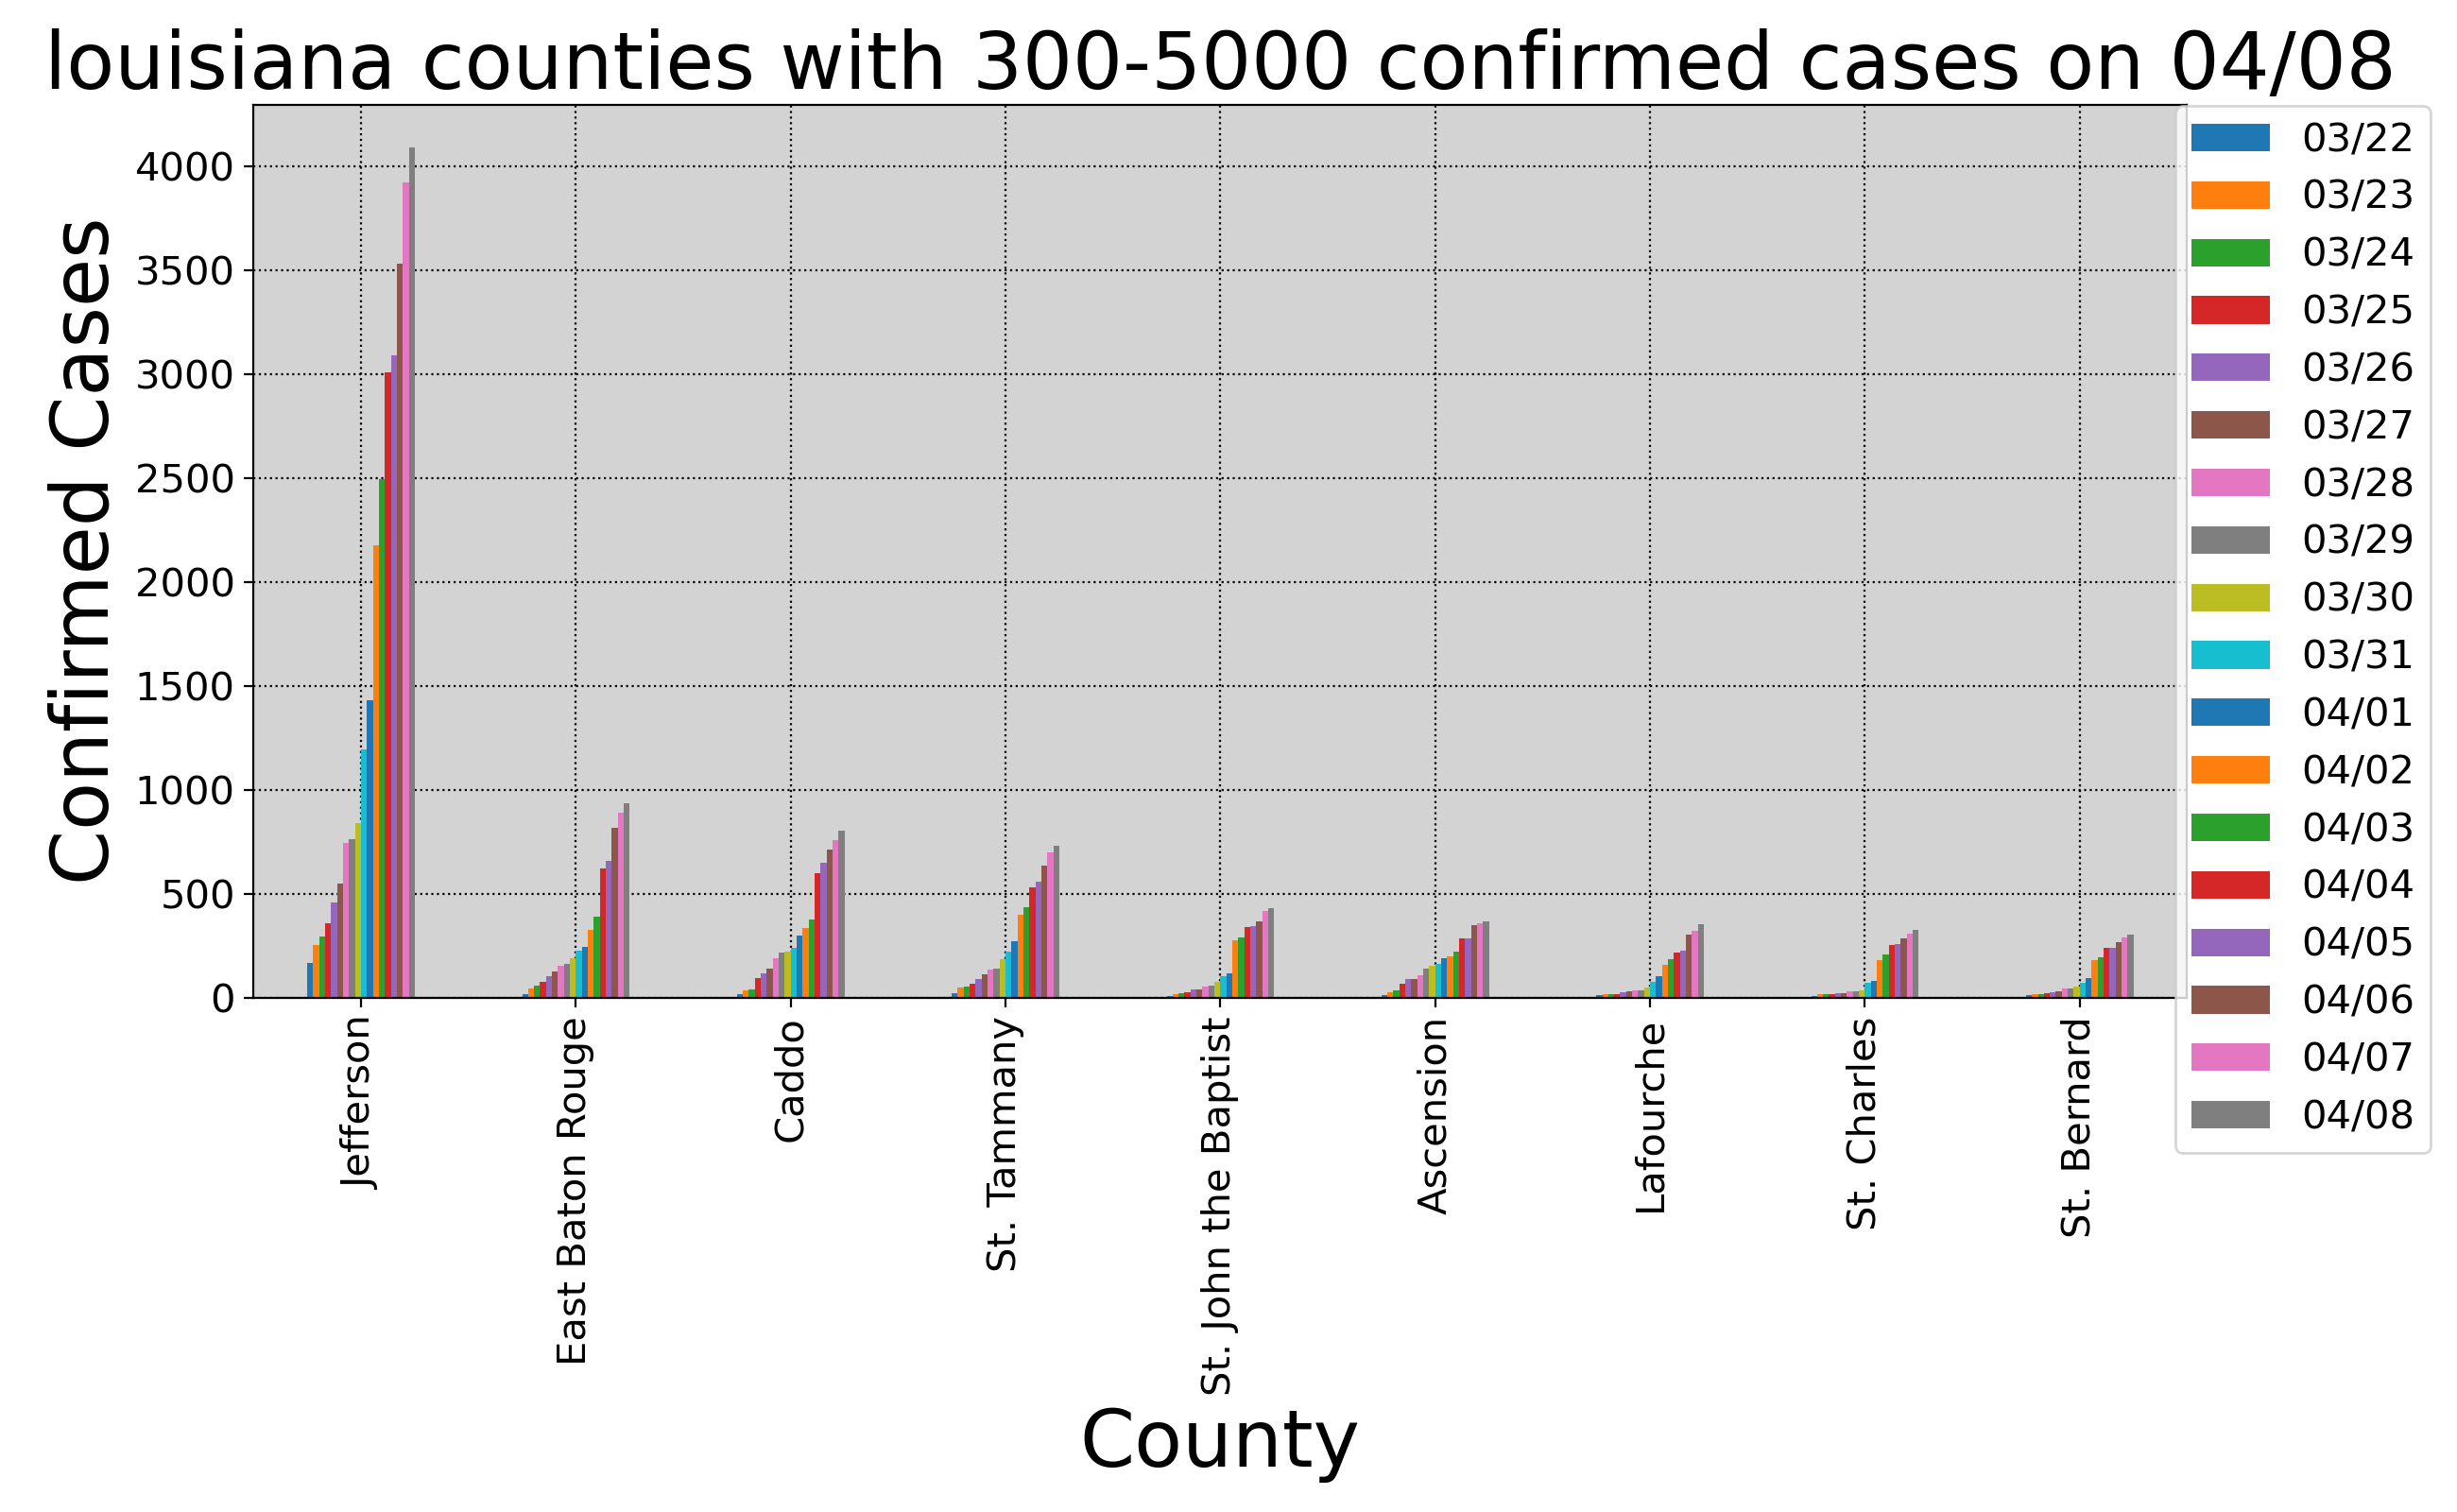 louisiana counties with 300-5000 confirmed cases on 04/08
Confirmed Cases
4000
3500
3000
2500
2000
1500
1000
500
0
03/22
03/23
03/24
03/25
03/26
03/27
03/28
03/29
03/30
03/31
04/01
04/02
04/03
04/04
04/05
04/06
04/07
04/08
Jefferson
East Baton Rouge
Caddo
St. Tammany
St. John the Baptist
Ascension
Lafourche
St. Charles
St. Bernard
County